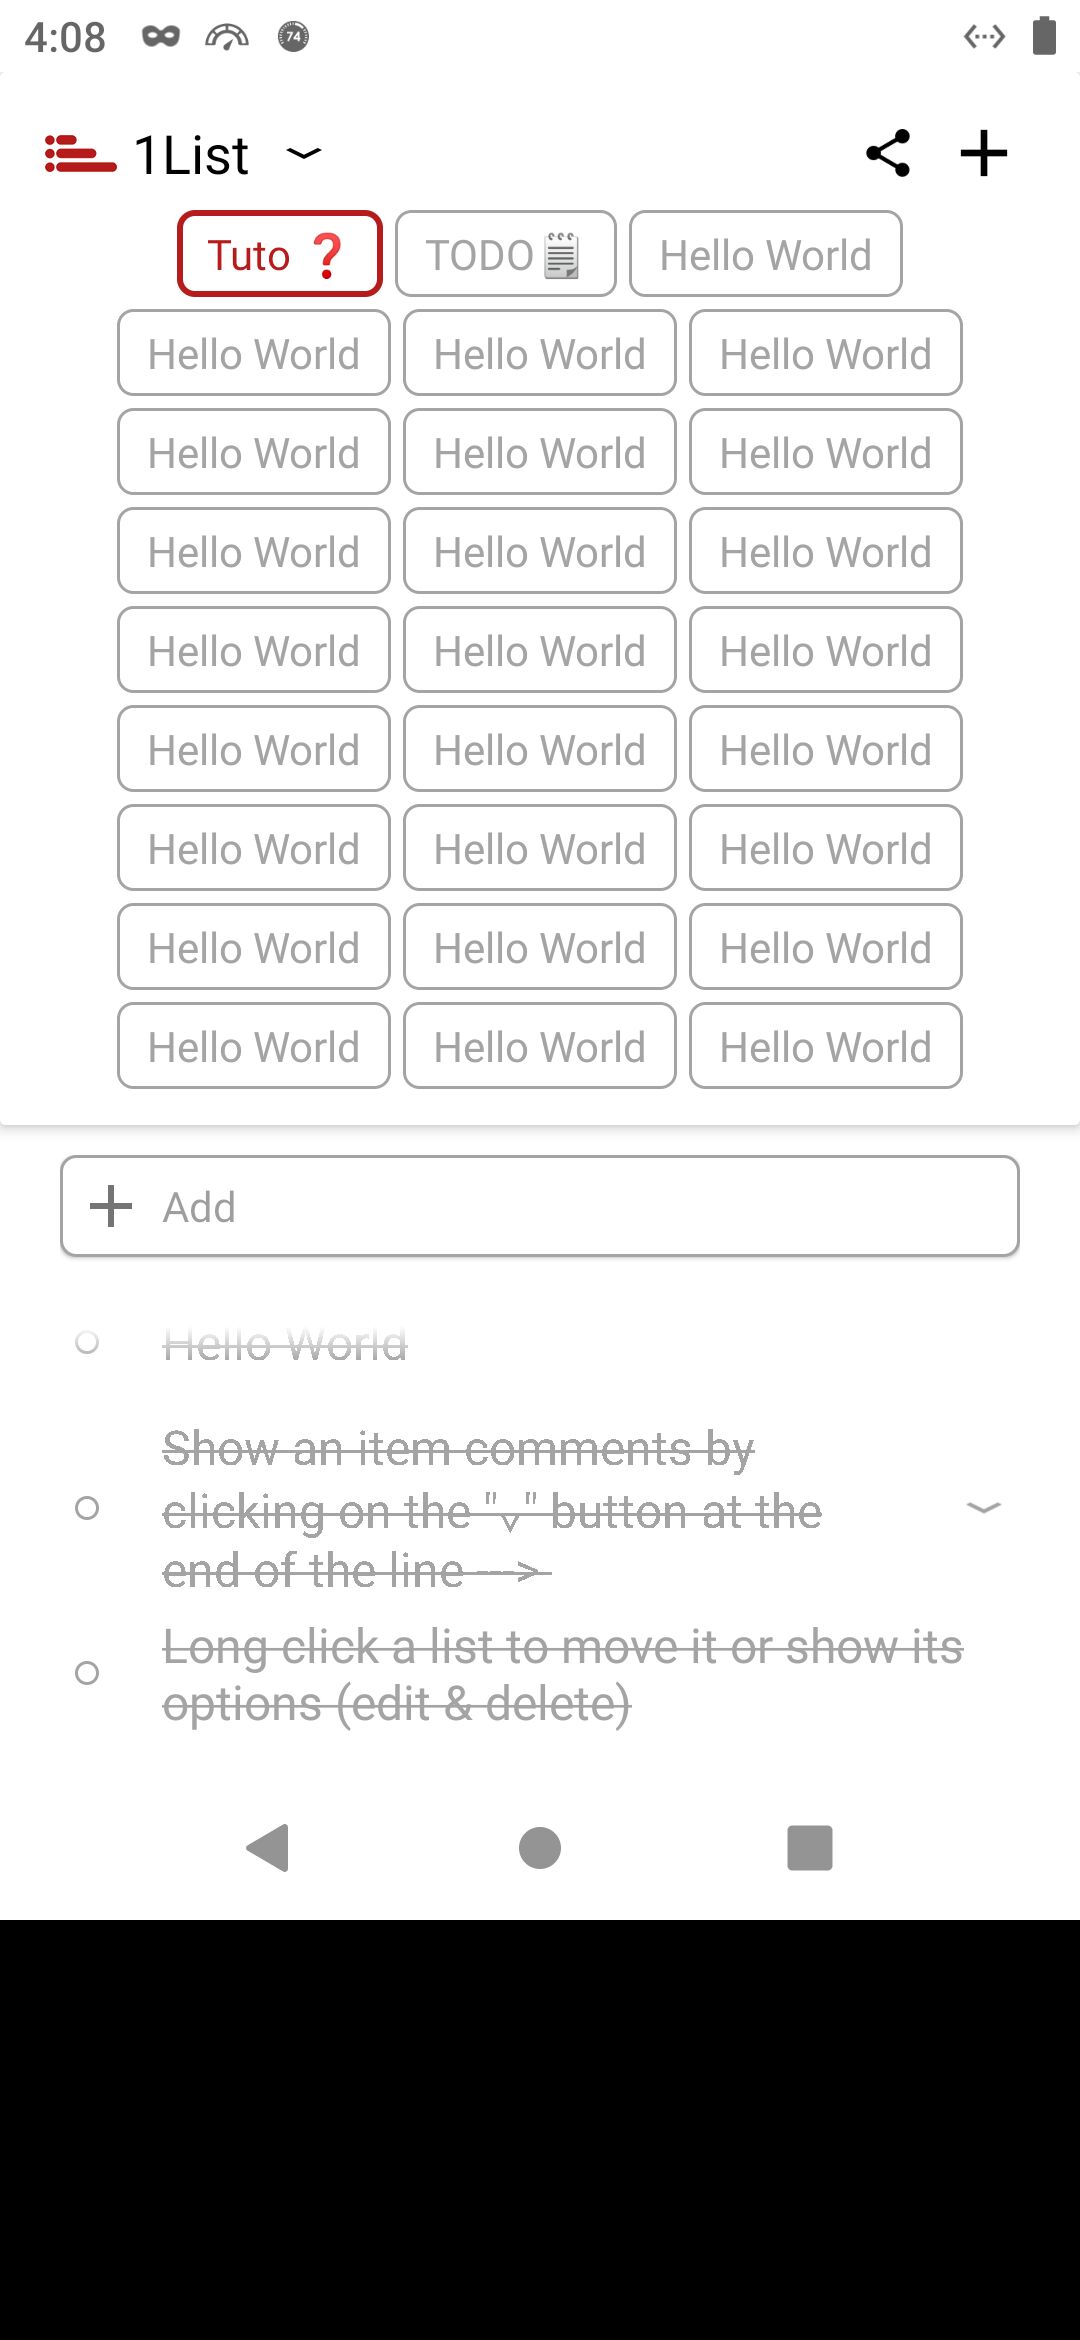 4:08 74
1List
Tuto ❓ TODO🗒 Hello World
Hello World Hello World Hello World
Hello World Hello World Hello World
Hello World Hello World Hello World
Hello World Hello World Hello World
Hello World Hello World Hello World
Hello World Hello World Hello World
Hello World Hello World Hello World
Hello World Hello World Hello World
Add
Hello World
Show an item comments by
clicking on the "⌄" button at the
end of the line --->
Long click a list to move it or show its
options (edit & delete)